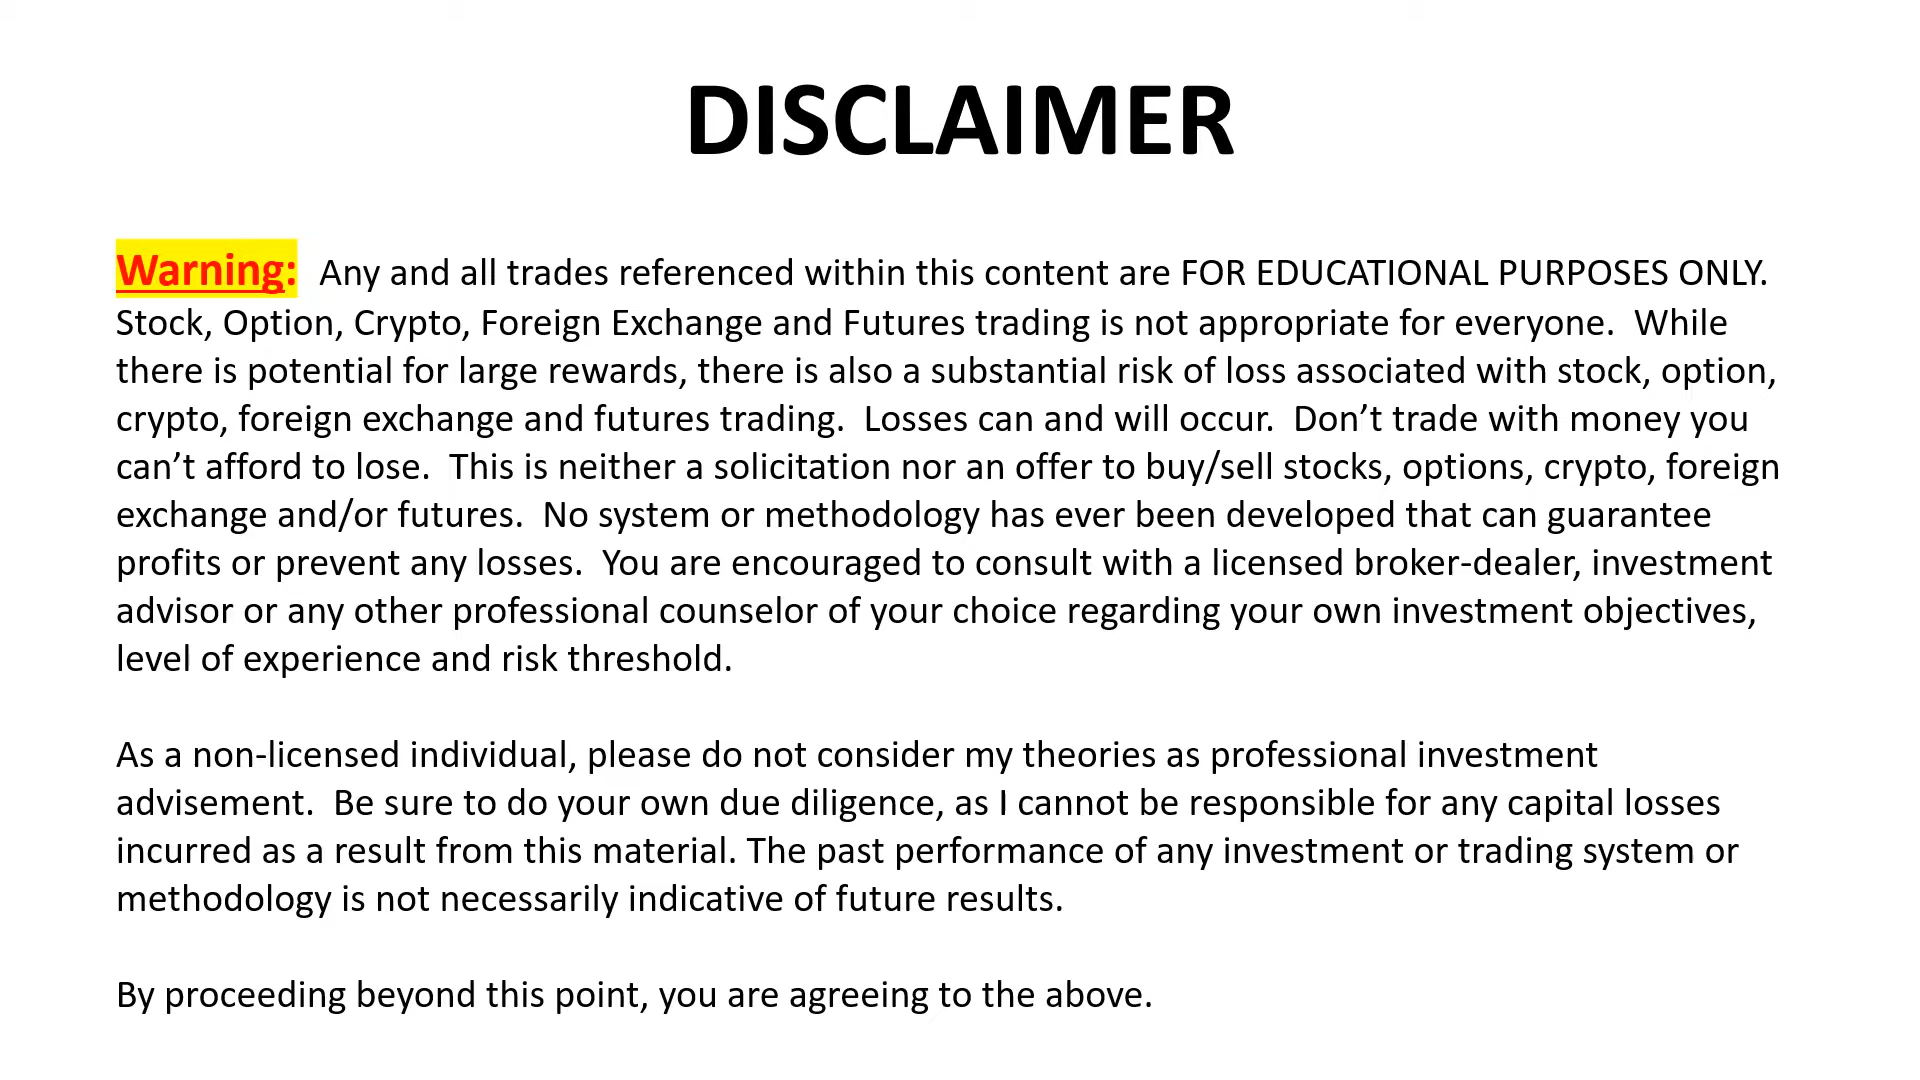 DISCLAIMER
Warning:  Any and all trades referenced within this content are FOR EDUCATIONAL PURPOSES ONLY.
Stock, Option, Crypto, Foreign Exchange and Futures trading is not appropriate for everyone.  While
there is potential for large rewards, there is also a substantial risk of loss associated with stock, option,
crypto, foreign exchange and futures trading.  Losses can and will occur.  Don’t trade with money you
can’t afford to lose.  This is neither a solicitation nor an offer to buy/sell stocks, options, crypto, foreign
exchange and/or futures.  No system or methodology has ever been developed that can guarantee
profits or prevent any losses.  You are encouraged to consult with a licensed broker-dealer, investment
advisor or any other professional counselor of your choice regarding your own investment objectives,
level of experience and risk threshold.
As a non-licensed individual, please do not consider my theories as professional investment
advisement.  Be sure to do your own due diligence, as I cannot be responsible for any capital losses
incurred as a result from this material. The past performance of any investment or trading system or
methodology is not necessarily indicative of future results.
By proceeding beyond this point, you are agreeing to the above.